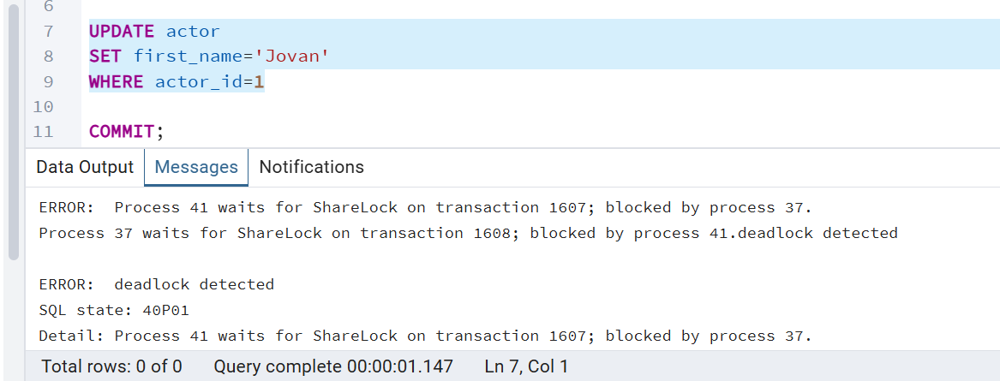 6
7 UPDATE actor
8 SET first_name='Jovan'
9 WHERE actor_id=1
10
11 COMMIT;
Data Output Messages Notifications
ERROR:  Process 41 waits for ShareLock on transaction 1607; blocked by process 37.
Process 37 waits for ShareLock on transaction 1608; blocked by process 41.deadlock detected
ERROR:  deadlock detected
SQL state: 40P01
Detail: Process 41 waits for ShareLock on transaction 1607; blocked by process 37.
Total rows: 0 of 0 Query complete 00:00:01.147 Ln 7, Col 1